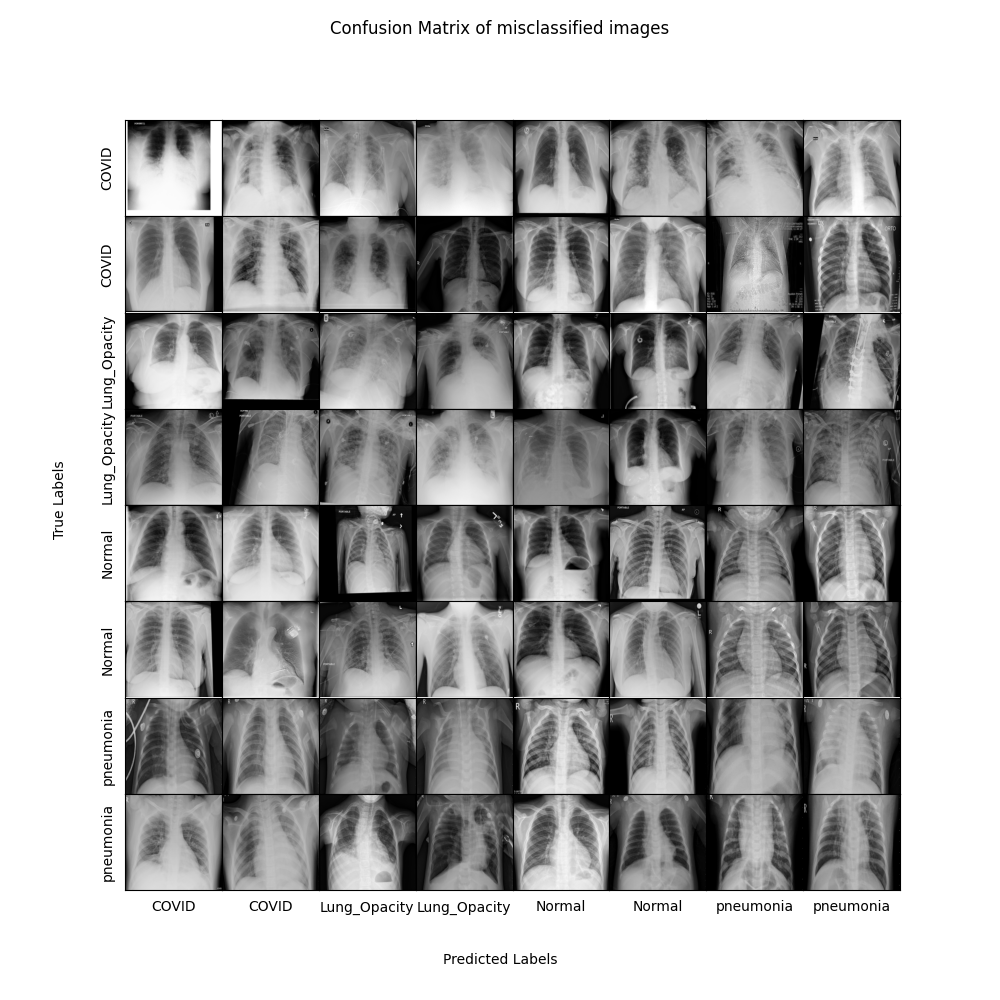 Confusion Matrix of misclassified images
COVID
COVID
Lung_Opacity
Lung_Opacity
Normal
Normal
pneumonia
pneumonia
True Labels
COVID
COVID
Lung_Opacity
Lung_Opacity
Normal
Normal
pneumonia
pneumonia
Predicted Labels